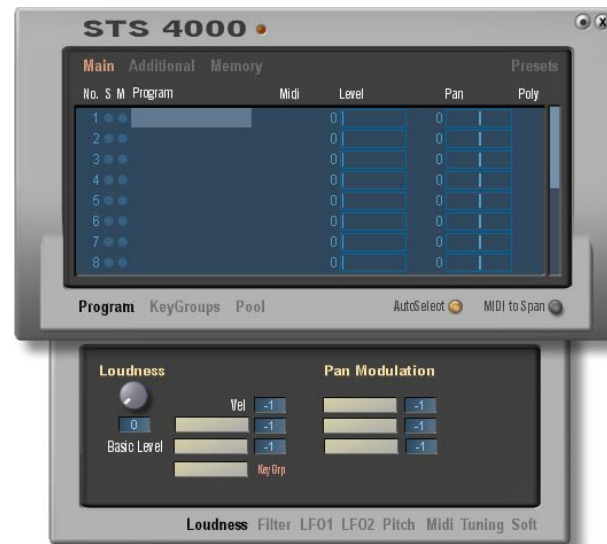 STS 4000
Main Additional Memory Presets
No. S M Program Midi Level Pan Poly
1 0 0
2 0 0
3 0 0
4 0 0
5 0 0
6 0 0
7 0 0
8 0 0
Program KeyGroups Pool AutoSelect MIDI to Span
Loudness Pan Modulation
Vel -1 -1
0 -1 -1
Basic Level -1 -1
Key Grp
Loudness Filter LFO1 LFO2 Pitch Midi Tuning Soft